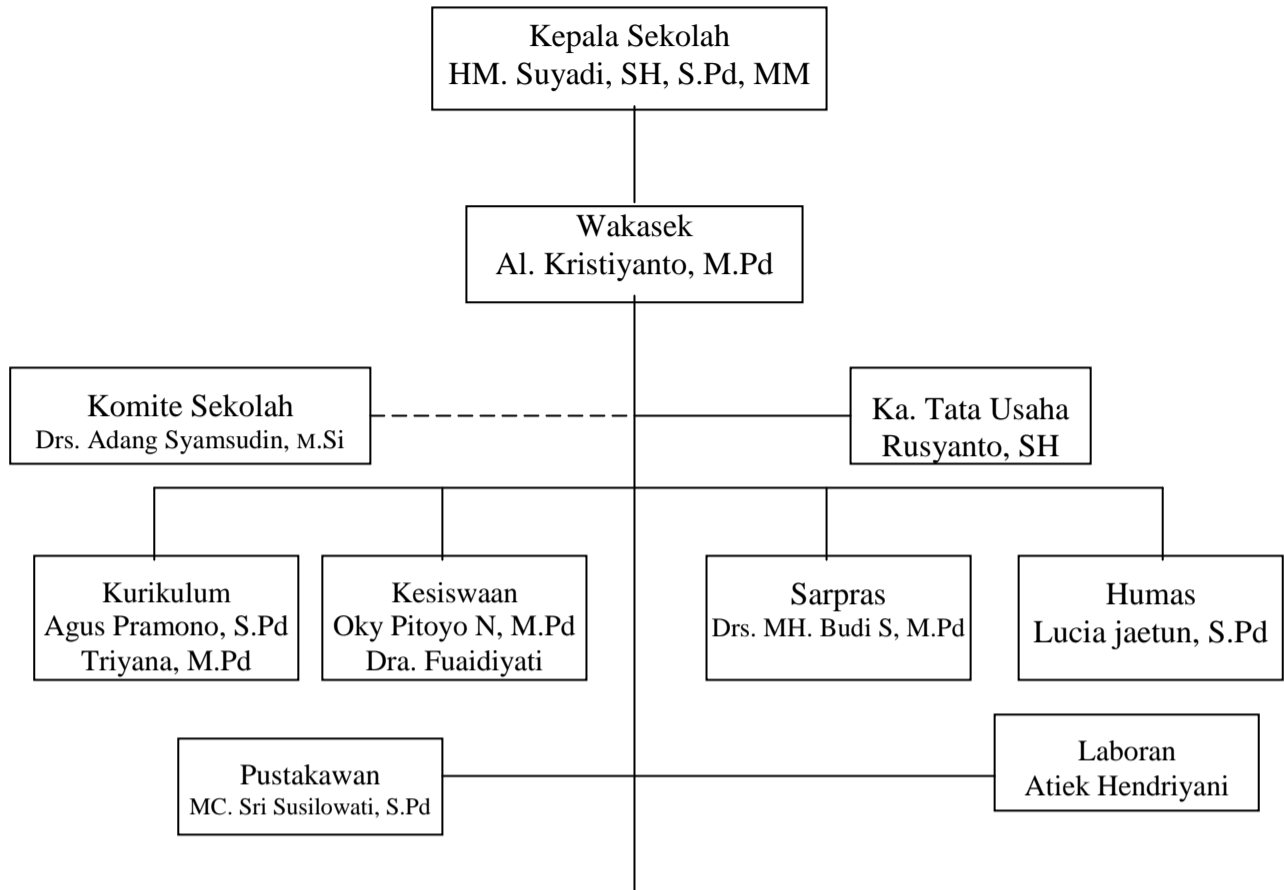 Kepala Sekolah
HM. Suyadi, SH, S.Pd, MM
Wakasek
Al. Kristiyanto, M.Pd
Komite Sekolah
Drs. Adang Syamsudin, M.Si
Ka. Tata Usaha
Rusyanto, SH
Kurikulum
Agus Pramono, S.Pd
Triyana, M.Pd
Kesiswaan
Oky Pitoyo N, M.Pd
Dra. Fuaidiyati
Sarpras
Drs. MH. Budi S, M.Pd
Humas
Lucia jaetun, S.Pd
Pustakawan
MC. Sri Susilowati, S.Pd
Laboran
Atiek Hendriyani